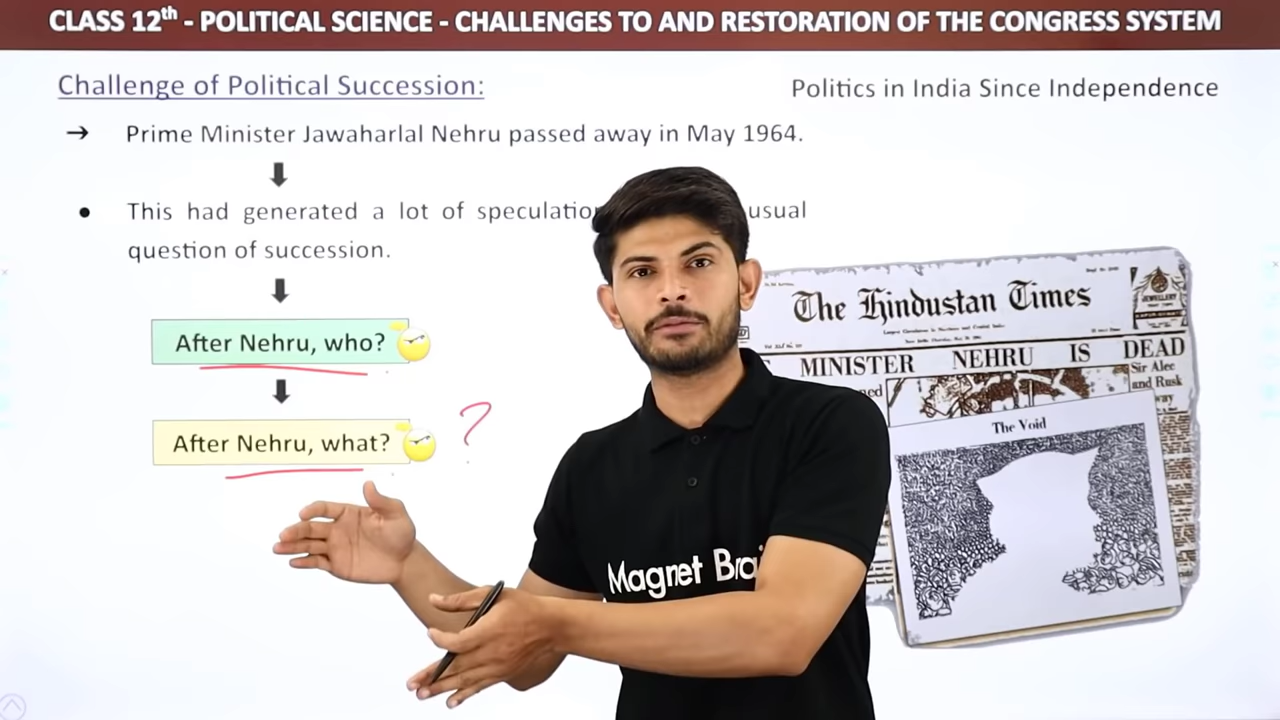 CLASS 12th - POLITICAL SCIENCE - CHALLENGES TO AND RESTORATION OF THE CONGRESS SYSTEM
Challenge of Political Succession:
Politics in India Since Independence
→ Prime Minister Jawaharlal Nehru passed away in May 1964.
● This had generated a lot of speculation usual
question of succession.
After Nehru, who?
After Nehru, what?
?
The Hindustan Times
MINISTER NEHRU IS DEAD
Sir Alec
and Rusk
The Void
Magnet Brai